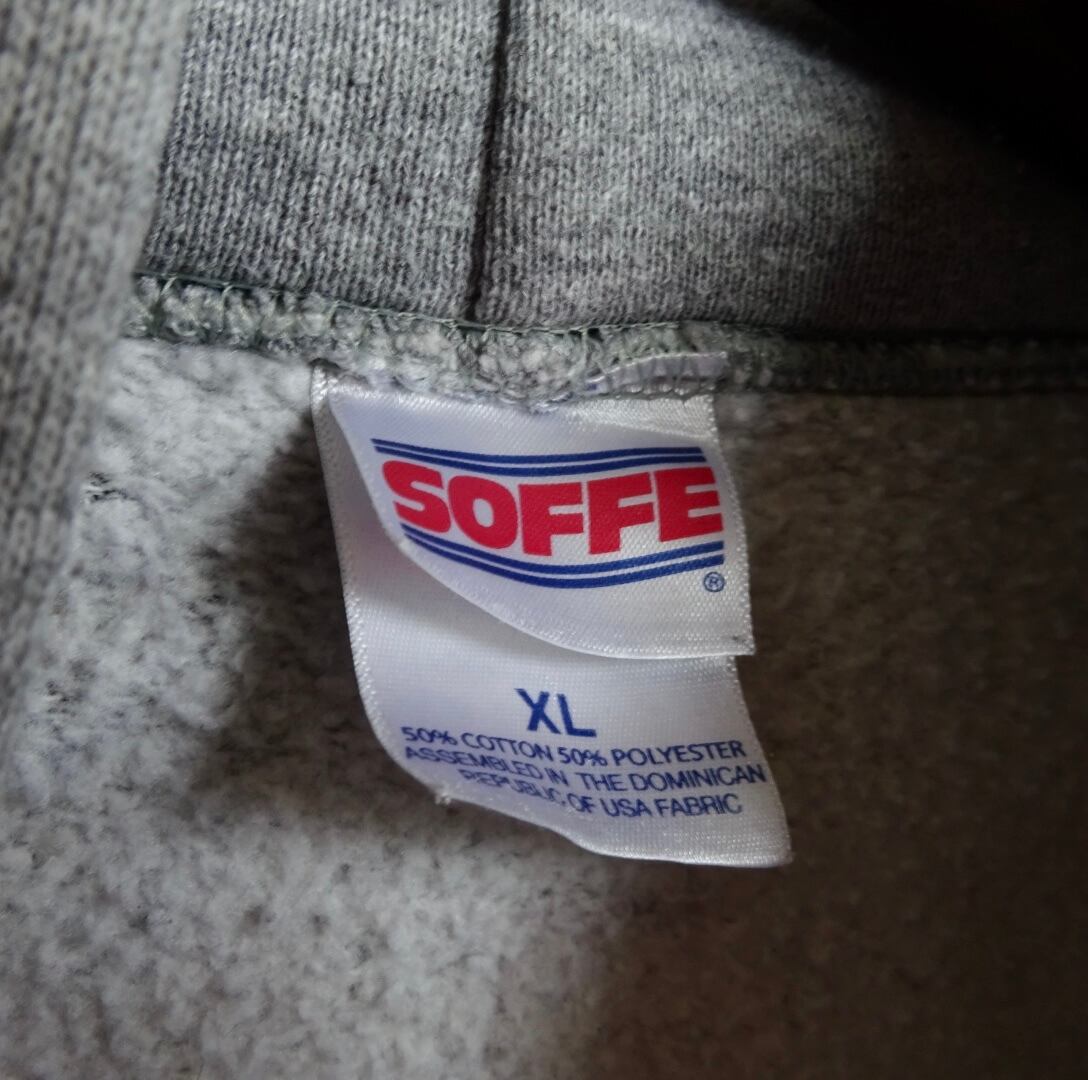 SOFFE
®
XL
50% COTTON 50% POLYESTER
ASSEMBLED IN THE DOMINICAN
REPUBLIC OF USA FABRIC